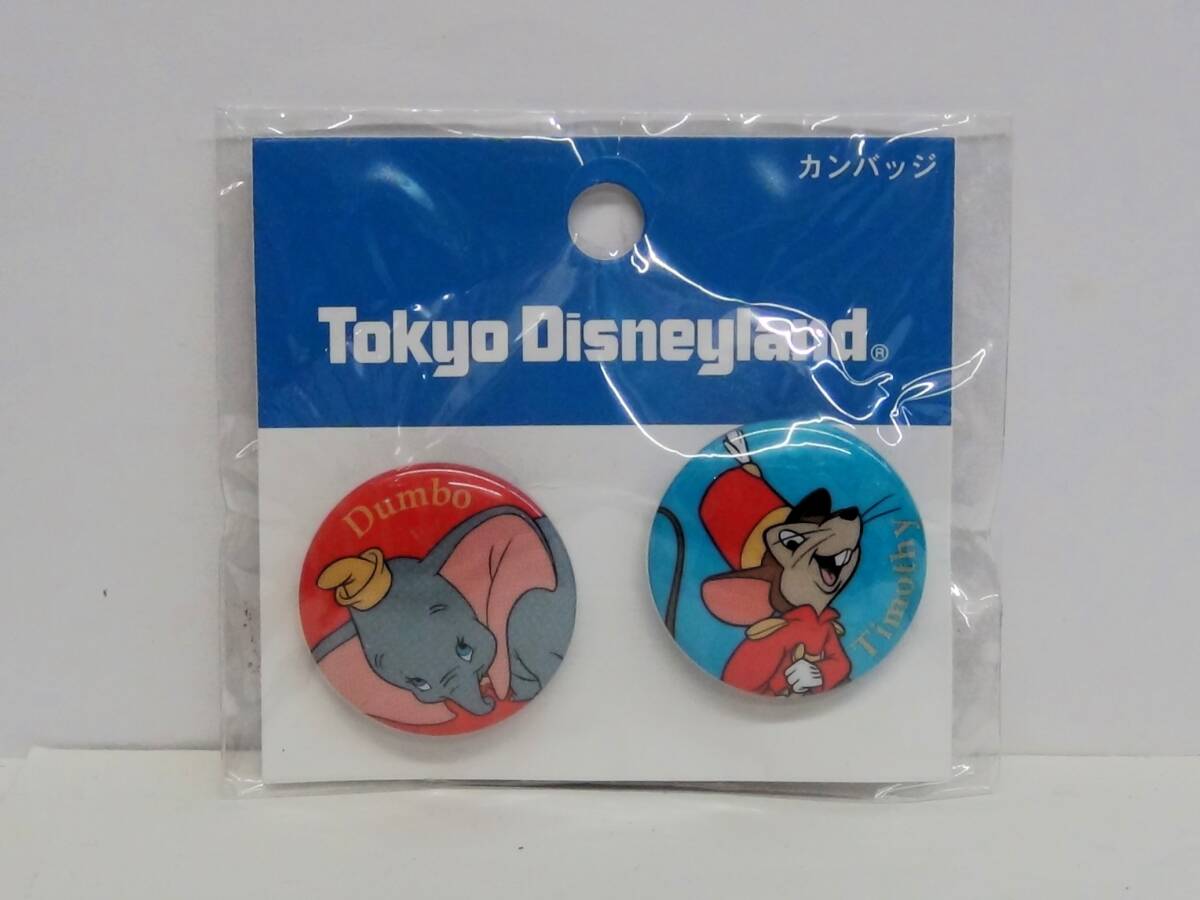 カンバッジ
Tokyo Disneyland®
Dumbo
Timothy